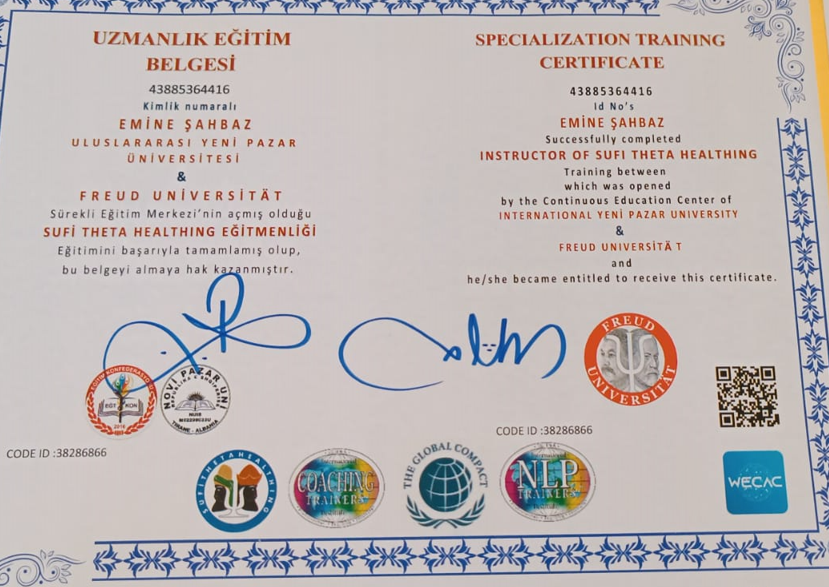 UZMANLIK EĞİTİM
BELGESİ
43885364416
Kimlik numaralı
EMİNE ŞAHBAZ
ULUSLARARASI YENİ PAZAR
ÜNİVERSİTESİ
&
FREUD UNİVERSİTÄT
Sürekli Eğitim Merkezi'nin açmış olduğu
SUFİ THETA HEALTHING EĞİTMENLİĞİ
Eğitimini başarıyla tamamlamış olup,
bu belgeyi almaya hak kazanmıştır.
SPECIALIZATION TRAINING
CERTIFICATE
43885364416
Id No's
EMİNE ŞAHBAZ
Successfully completed
INSTRUCTOR OF SUFI THETA HEALTHING
Training between
which was opened
by the Continuous Education Center of
INTERNATIONAL YENİ PAZAR UNIVERSITY
&
FREUD UNIVERSİTÄ T
and
he/she became entitled to receive this certificate.
EĞİT KON
2016
NOVI PAZAR UNI
TIRANE - ALBANIA
FREUD
UNIVERSITÄT
CODE ID :38286866
CODE ID :38286866
SUFITHETAHEALTHING
COACHING
TRAINERS
THE GLOBAL COMPACT
NLP
TRAINERS
WECAC